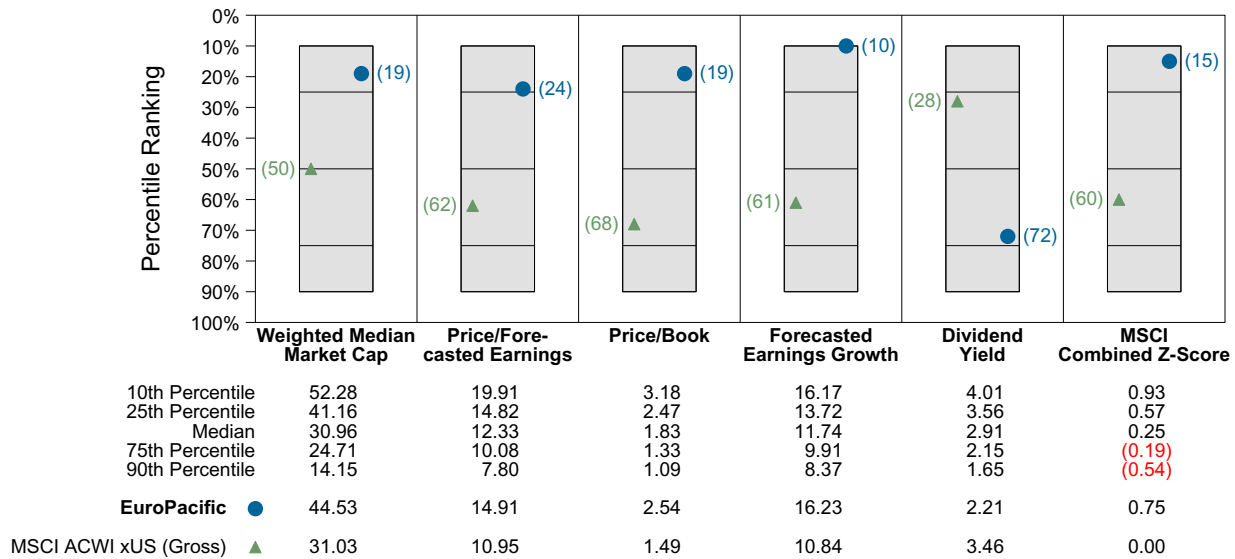 Percentile Ranking
0%
10%
20%
30%
40%
50%
60%
70%
80%
90%
100%
(19)
(50)
(24)
(62)
(19)
(68)
(10)
(61)
(28)
(72)
(15)
(60)
Weighted Median
Market Cap
Price/Fore-
casted Earnings
Price/Book
Forecasted
Earnings Growth
Dividend
Yield
MSCI
Combined Z-Score
10th Percentile 52.28 19.91 3.18 16.17 4.01 0.93
25th Percentile 41.16 14.82 2.47 13.72 3.56 0.57
Median 30.96 12.33 1.83 11.74 2.91 0.25
75th Percentile 24.71 10.08 1.33 9.91 2.15 (0.19)
90th Percentile 14.15 7.80 1.09 8.37 1.65 (0.54)
EuroPacific 44.53 14.91 2.54 16.23 2.21 0.75
MSCI ACWI xUS (Gross) 31.03 10.95 1.49 10.84 3.46 0.00